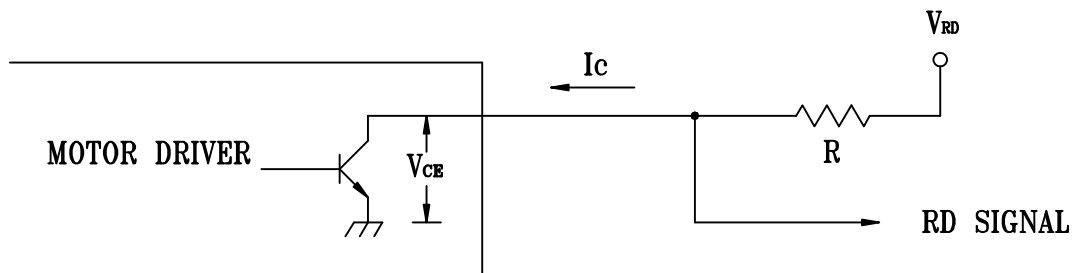 VRD
Ic
MOTOR DRIVER
VCE
R
RD SIGNAL